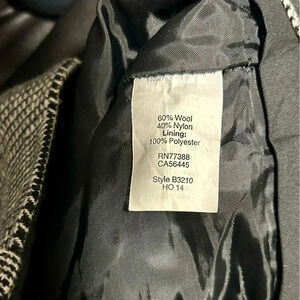 60% Wool
40% Nylon
Lining:
100% Polyester
RN77388
CA56445
Style B3210
HO 14